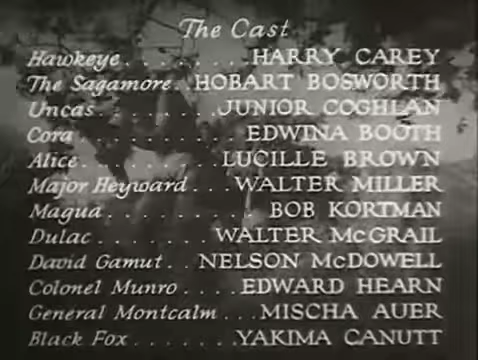 The Cast
Hawkeye........HARRY CAREY
The Sagamore..HOBART BOSWORTH
Uncas........JUNIOR COGHLAN
Cora.........EDWINA BOOTH
Alice.........LUCILLE BROWN
Major Heyward...WALTER MILLER
Magua..........BOB KORTMAN
Dulac.......WALTER McGRAIL
David Gamut..NELSON McDOWELL
Colonel Munro....EDWARD HEARN
General Montcalm...MISCHA AUER
Black Fox.......YAKIMA CANUTT